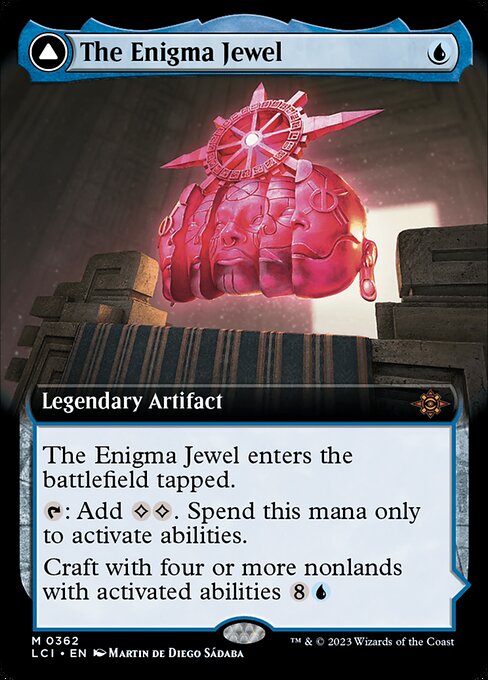 The Enigma Jewel
Legendary Artifact
The Enigma Jewel enters the
battlefield tapped.
: Add . Spend this mana only
to activate abilities.
Craft with four or more nonlands
with activated abilities 8
M 0362
LCI • EN Martin de Diego Sádaba
™ & © 2023 Wizards of the Coast